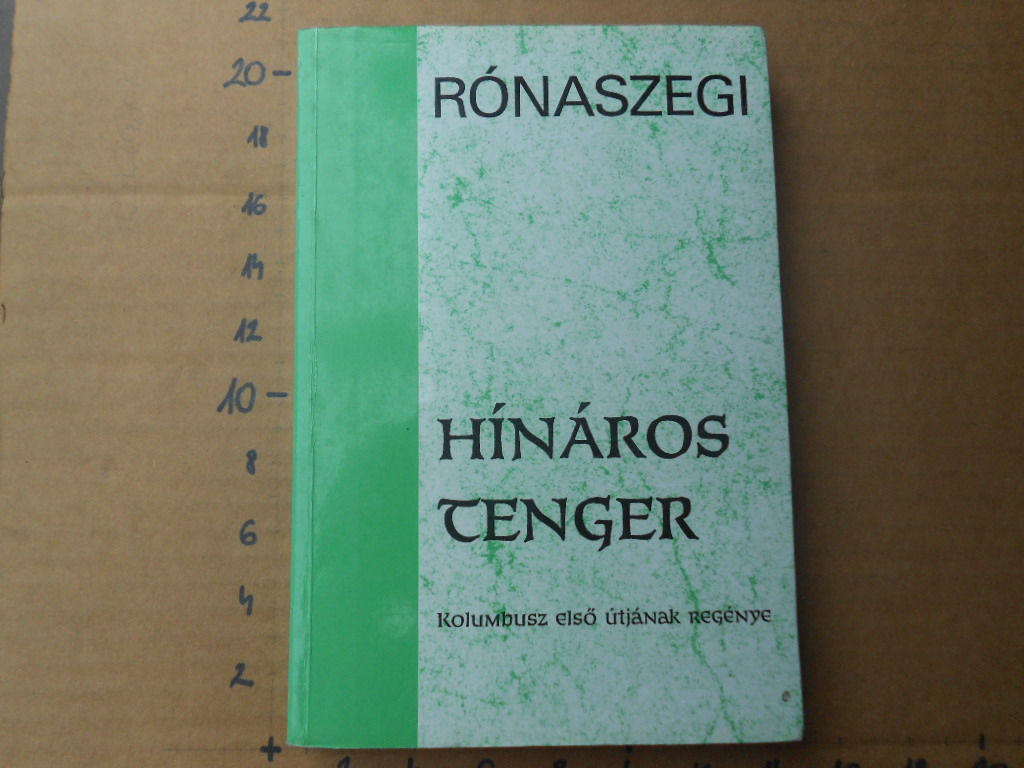 22
20
18
16
14
12
10
8
6
4
2
RÓNASZEGI
HÍNÁROS
TENGER
Kolumbusz első útjának regénye